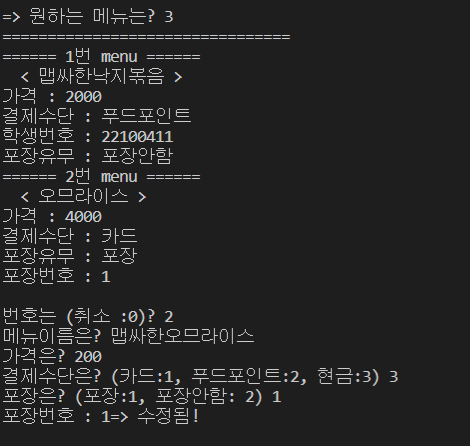 => 원하는 메뉴는? 3
================================
====== 1번 menu ======
< 맵싸한낙지볶음 >
가격 : 2000
결제수단 : 푸드포인트
학생번호 : 22100411
포장유무 : 포장안함
====== 2번 menu ======
< 오므라이스 >
가격 : 4000
결제수단 : 카드
포장유무 : 포장
포장번호 : 1
번호는 (취소 :0)? 2
메뉴이름은? 맵싸한오므라이스
가격은? 200
결제수단은? (카드:1, 푸드포인트:2, 현금:3) 3
포장은? (포장:1, 포장안함: 2) 1
포장번호 : 1=> 수정됨!